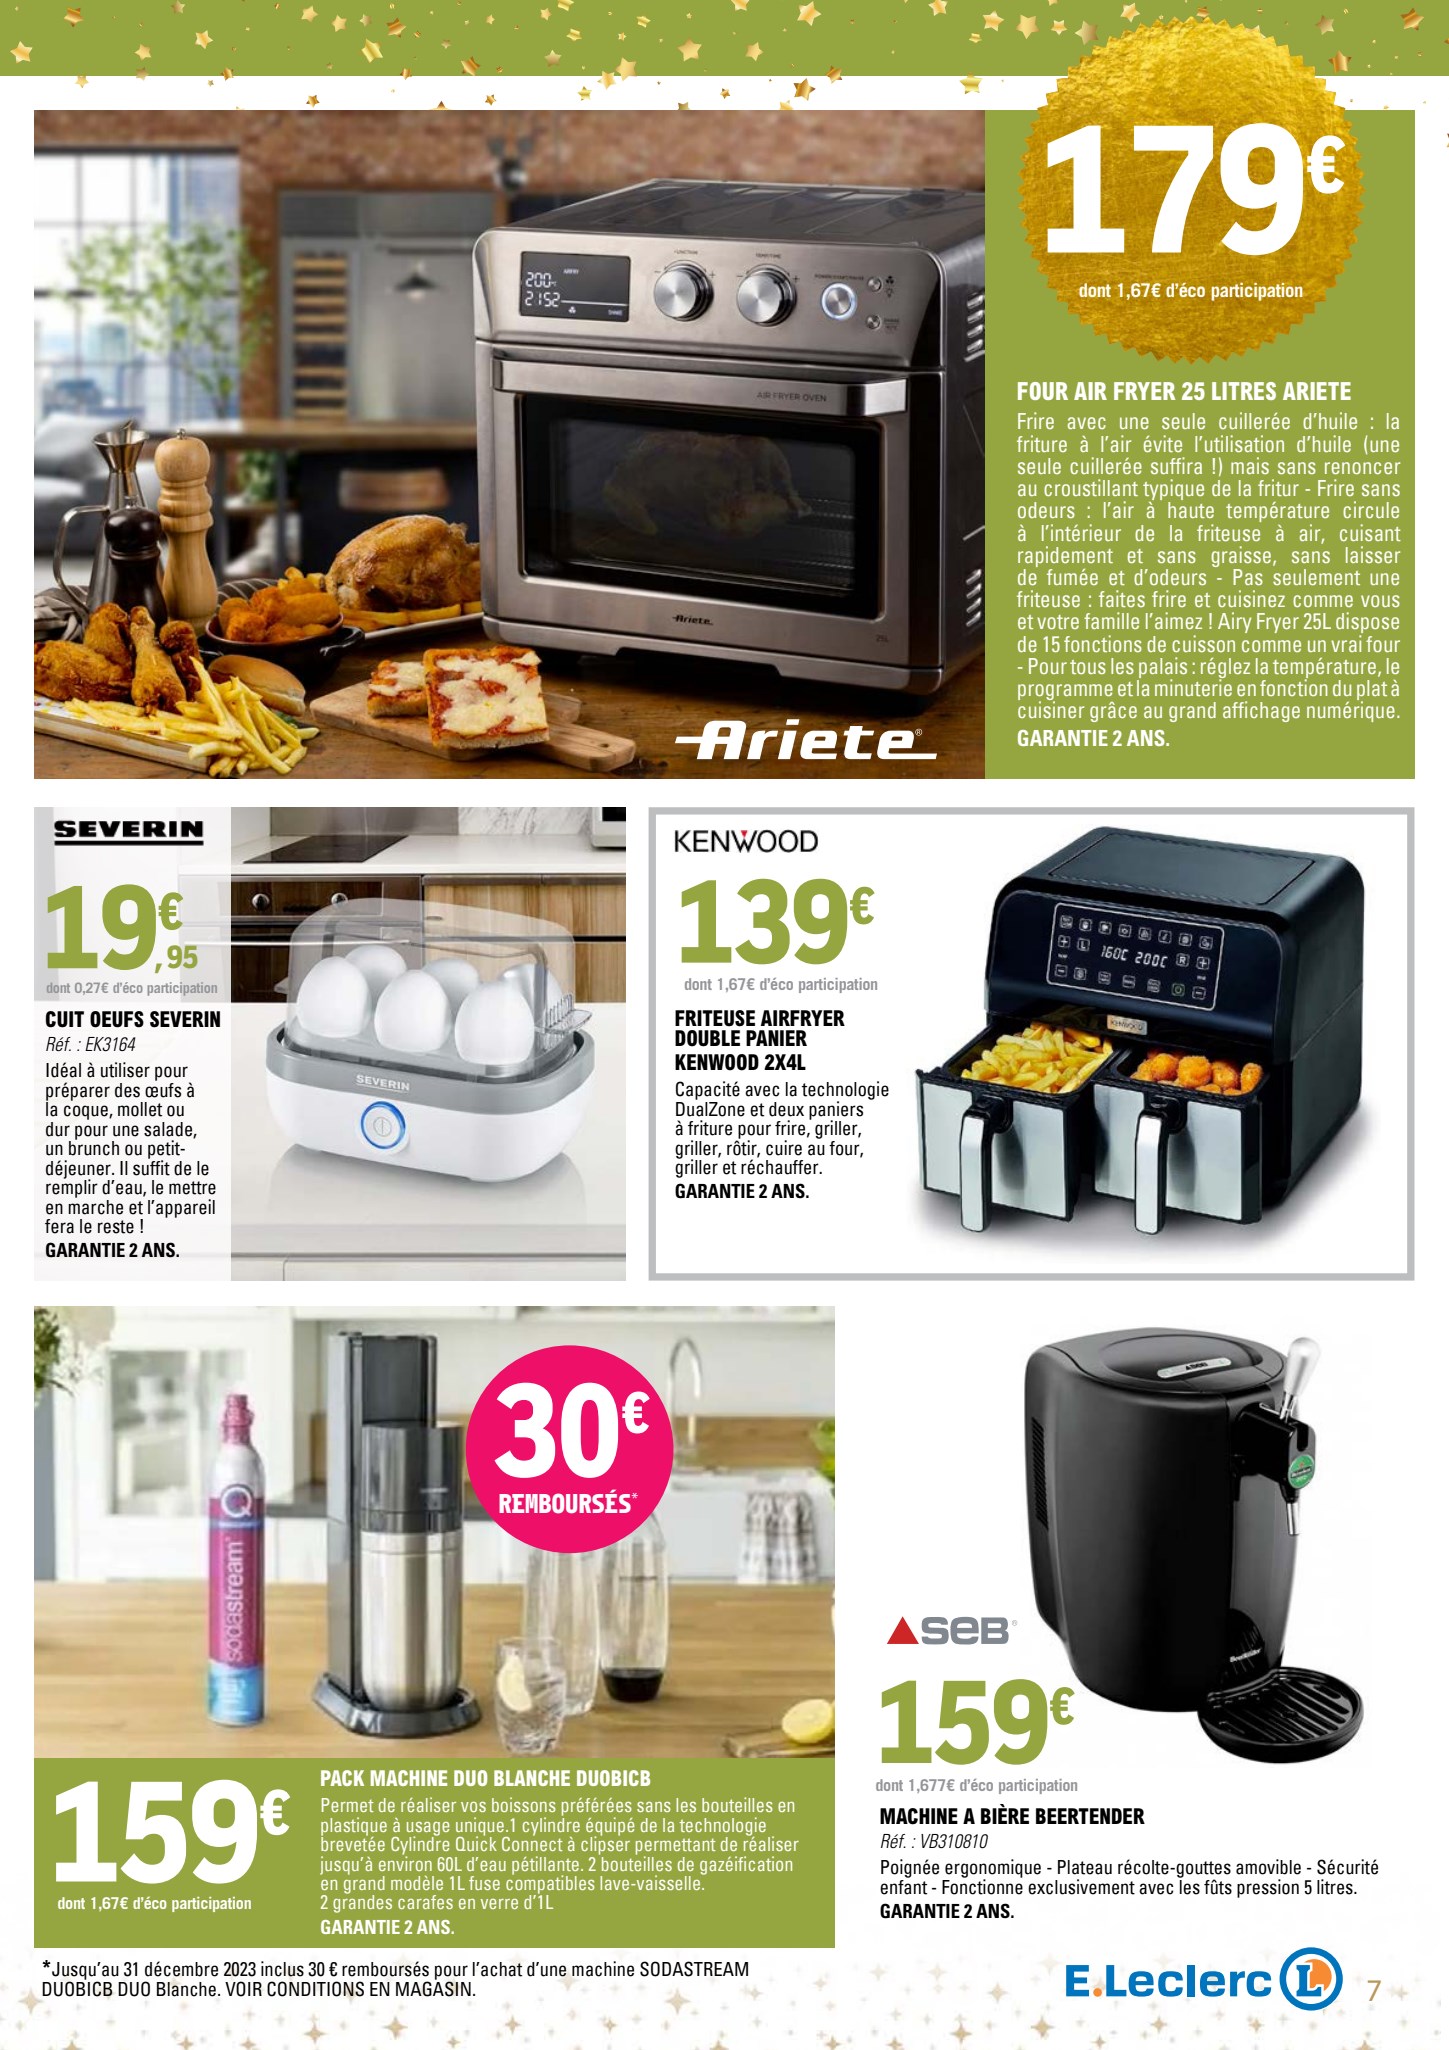 179€
dont 1,67€ d'éco participation
FOUR AIR FRYER 25 LITRES ARIETE
Frire avec une seule cuillerée d'huile : la
friture à l'air évite l'utilisation d'huile (une
seule cuillerée suffira !) mais sans renoncer
au croustillant typique de la fritur - Frire sans
odeurs : l'air à haute température circule
à l'intérieur de la friteuse à air, cuisant
rapidement et sans graisse, sans laisser
de fumée et d'odeurs - Pas seulement une
friteuse : faites frire et cuisinez comme vous
et votre famille l'aimez ! Airy Fryer 25L dispose
de 15 fonctions de cuisson comme un vrai four
- Pour tous les palais : réglez la température, le
programme et la minuterie en fonction du plat à
cuisiner grâce au grand affichage numérique.
GARANTIE 2 ANS.
FUNCTION
200°C
2152
AIR FRYER OVEN
Ariete
25L
Ariete®
SEVERIN
19€,95
dont 0,27€ d'éco participation
CUIT OEUFS SEVERIN
Réf. : EK3164
Idéal à utiliser pour
préparer des œufs à
la coque, mollet ou
dur pour une salade,
un brunch ou petit-
déjeuner. Il suffit de le
remplir d'eau, le mettre
en marche et l'appareil
fera le reste !
GARANTIE 2 ANS.
SEVERIN
KENWOOD
139€
dont 1,67€ d'éco participation
FRITEUSE AIRFRYER
DOUBLE PANIER
KENWOOD 2X4L
Capacité avec la technologie
DualZone et deux paniers
à friture pour frire, griller,
griller, rôtir, cuire au four,
griller et réchauffer.
GARANTIE 2 ANS.
160C 200C
L
R
KENWOOD
30€
REMBOURSÉS*
sodastream
159€
dont 1,67€ d'éco participation
PACK MACHINE DUO BLANCHE DUOBICB
Permet de réaliser vos boissons préférées sans les bouteilles en
plastique à usage unique.1 cylindre équipé de la technologie
brevetée Cylindre Quick Connect à clipser permettant de réaliser
jusqu'à environ 60L d'eau pétillante. 2 bouteilles de gazéification
en grand modèle 1L fuse compatibles lave-vaisselle.
2 grandes carafes en verre d'1L
GARANTIE 2 ANS.
SEB®
159€
dont 1,677€ d'éco participation
MACHINE A BIÈRE BEERTENDER
Réf. : VB310810
Poignée ergonomique - Plateau récolte-gouttes amovible - Sécurité
enfant - Fonctionne exclusivement avec les fûts pression 5 litres.
GARANTIE 2 ANS.
BeerTender
*Jusqu'au 31 décembre 2023 inclus 30 € remboursés pour l'achat d'une machine SODASTREAM
DUOBICB DUO Blanche. VOIR CONDITIONS EN MAGASIN.
E.Leclerc L
7